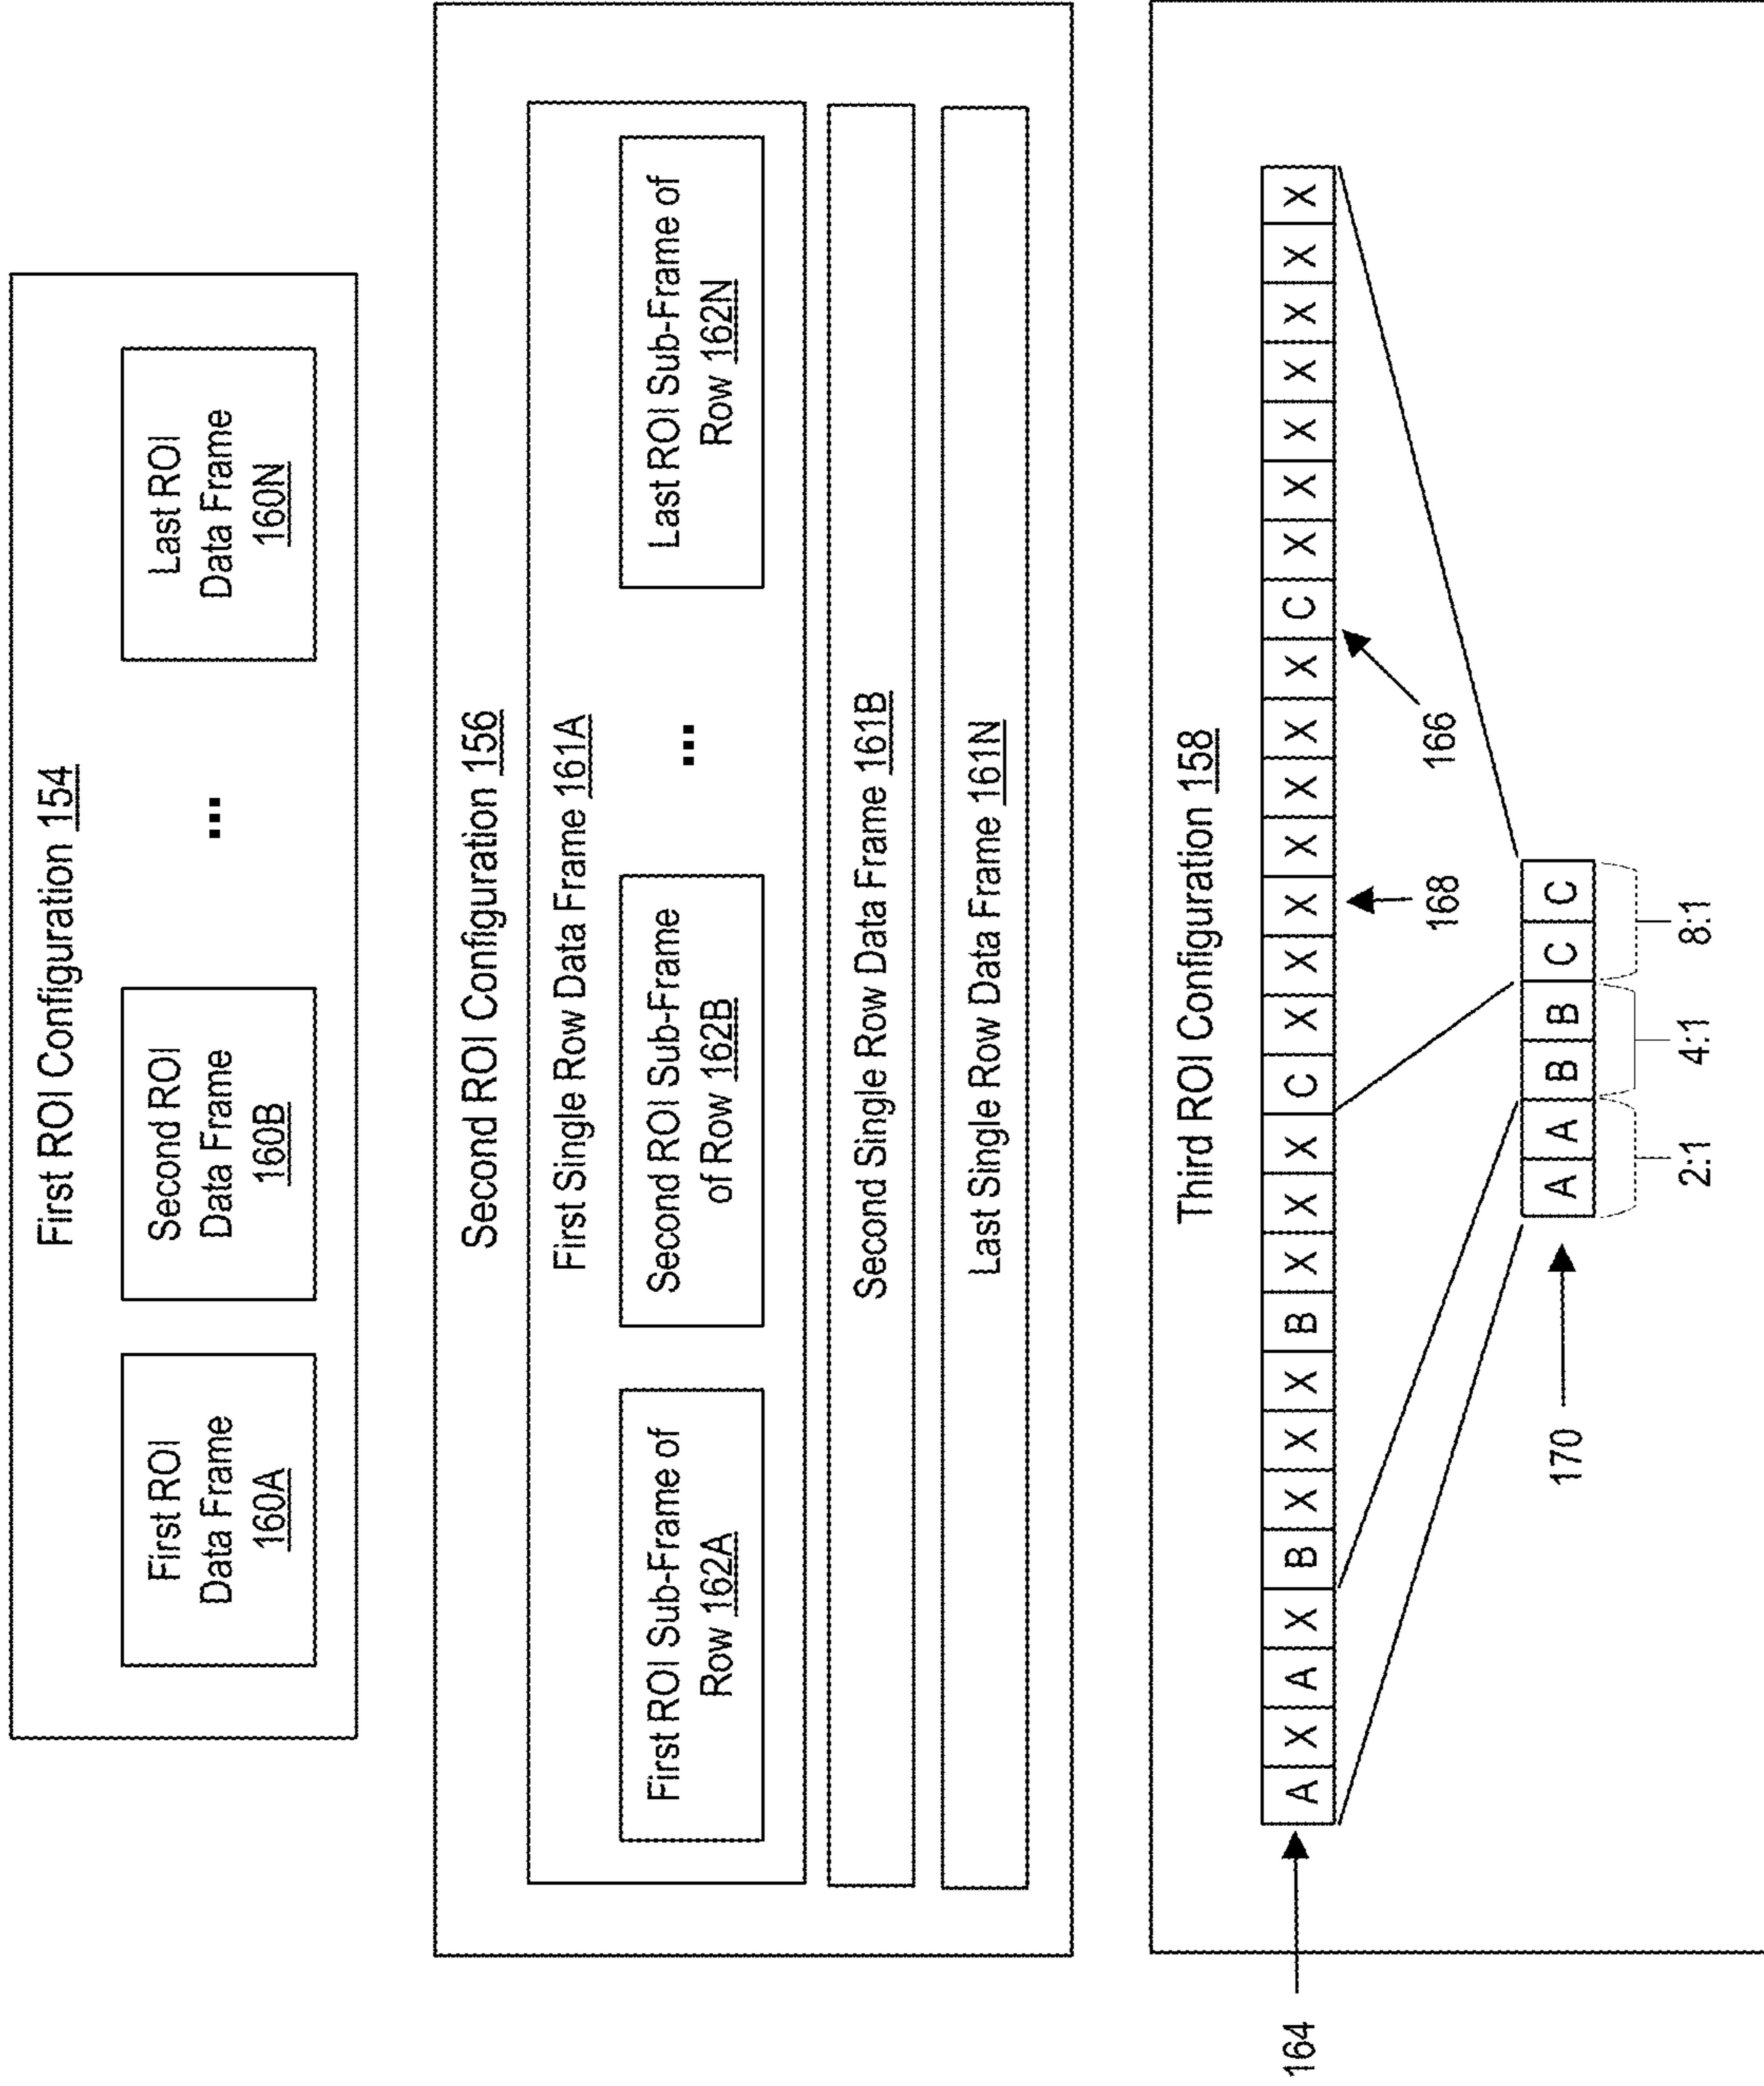 First ROI Configuration 154
First ROI
Data Frame
160A
Second ROI
Data Frame
160B
...
Last ROI
Data Frame
160N
Second ROI Configuration 156
First Single Row Data Frame 161A
First ROI Sub-Frame of
Row 162A
Second ROI Sub-Frame
of Row 162B
...
Last ROI Sub-Frame of
Row 162N
Second Single Row Data Frame 161B
Last Single Row Data Frame 161N
Third ROI Configuration 158
164
A X A X B X X X B X X X C X X X X X X X C X X X X X X X
168
166
170
A A B B C C
2:1
4:1
8:1